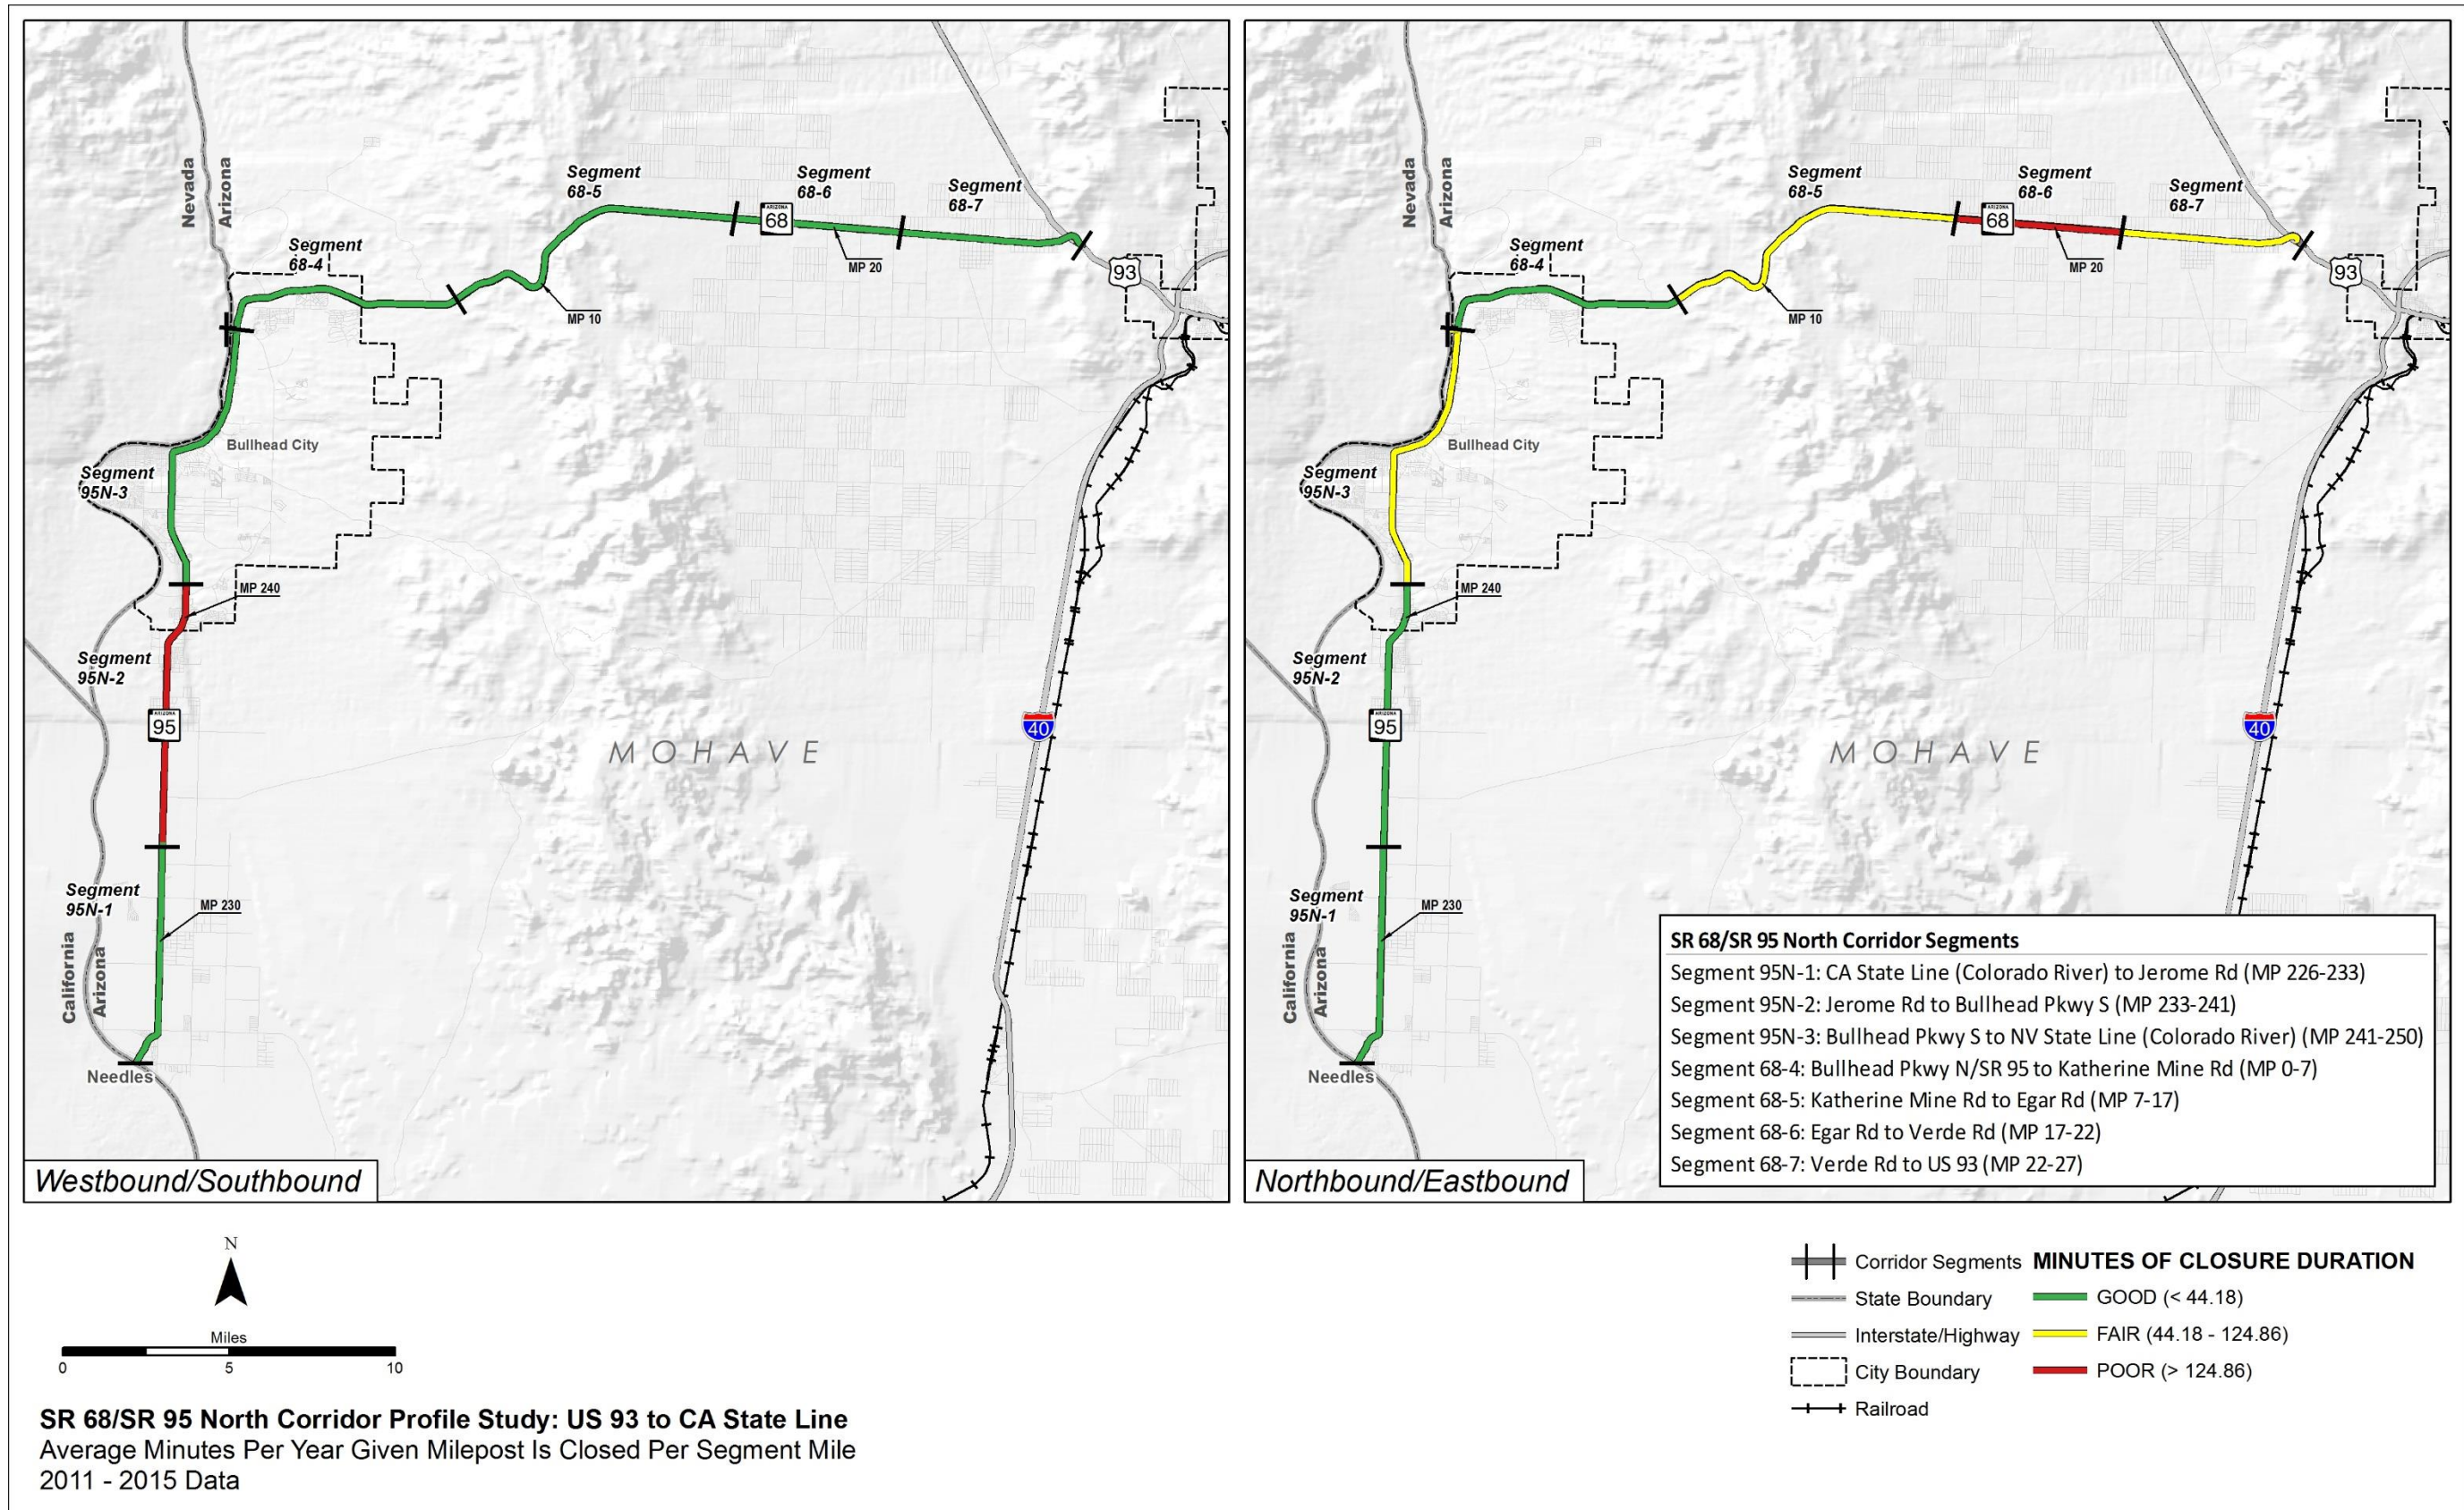 Nevada
Arizona
Segment
68-4
Segment
68-5
ARIZONA
68
Segment
68-6
Segment
68-7
MP 10
MP 20
93
Bullhead City
Segment
95N-3
MP 240
Segment
95N-2
ARIZONA
95
MOHAVE
40
Segment
95N-1
MP 230
California
Arizona
Needles
Westbound/Southbound
Nevada
Arizona
Segment
68-4
Segment
68-5
ARIZONA
68
Segment
68-6
Segment
68-7
MP 10
MP 20
93
Bullhead City
Segment
95N-3
MP 240
Segment
95N-2
ARIZONA
95
MOHAVE
40
Segment
95N-1
MP 230
California
Arizona
Needles
Northbound/Eastbound
SR 68/SR 95 North Corridor Segments
Segment 95N-1: CA State Line (Colorado River) to Jerome Rd (MP 226-233)
Segment 95N-2: Jerome Rd to Bullhead Pkwy S (MP 233-241)
Segment 95N-3: Bullhead Pkwy S to NV State Line (Colorado River) (MP 241-250)
Segment 68-4: Bullhead Pkwy N/SR 95 to Katherine Mine Rd (MP 0-7)
Segment 68-5: Katherine Mine Rd to Egar Rd (MP 7-17)
Segment 68-6: Egar Rd to Verde Rd (MP 17-22)
Segment 68-7: Verde Rd to US 93 (MP 22-27)
N
Miles
0 5 10
SR 68/SR 95 North Corridor Profile Study: US 93 to CA State Line
Average Minutes Per Year Given Milepost Is Closed Per Segment Mile
2011 - 2015 Data
Corridor Segments
State Boundary
Interstate/Highway
City Boundary
Railroad
MINUTES OF CLOSURE DURATION
GOOD (< 44.18)
FAIR (44.18 - 124.86)
POOR (> 124.86)